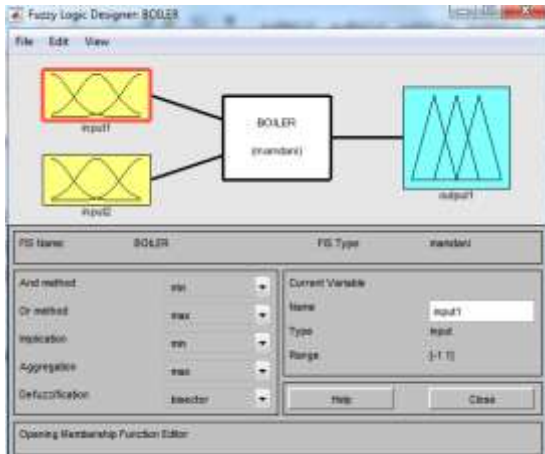 Fuzzy Logic Designer: BOILER
File Edit View
input1
BOILER
(mamdani)
input2
output1
FIS Name: BOILER FIS Type: mamdani
And method min
Or method max
Implication min
Aggregation max
Defuzzification bisector
Current Variable
Name input1
Type input
Range [-1 1]
Help Close
Opening Membership Function Editor